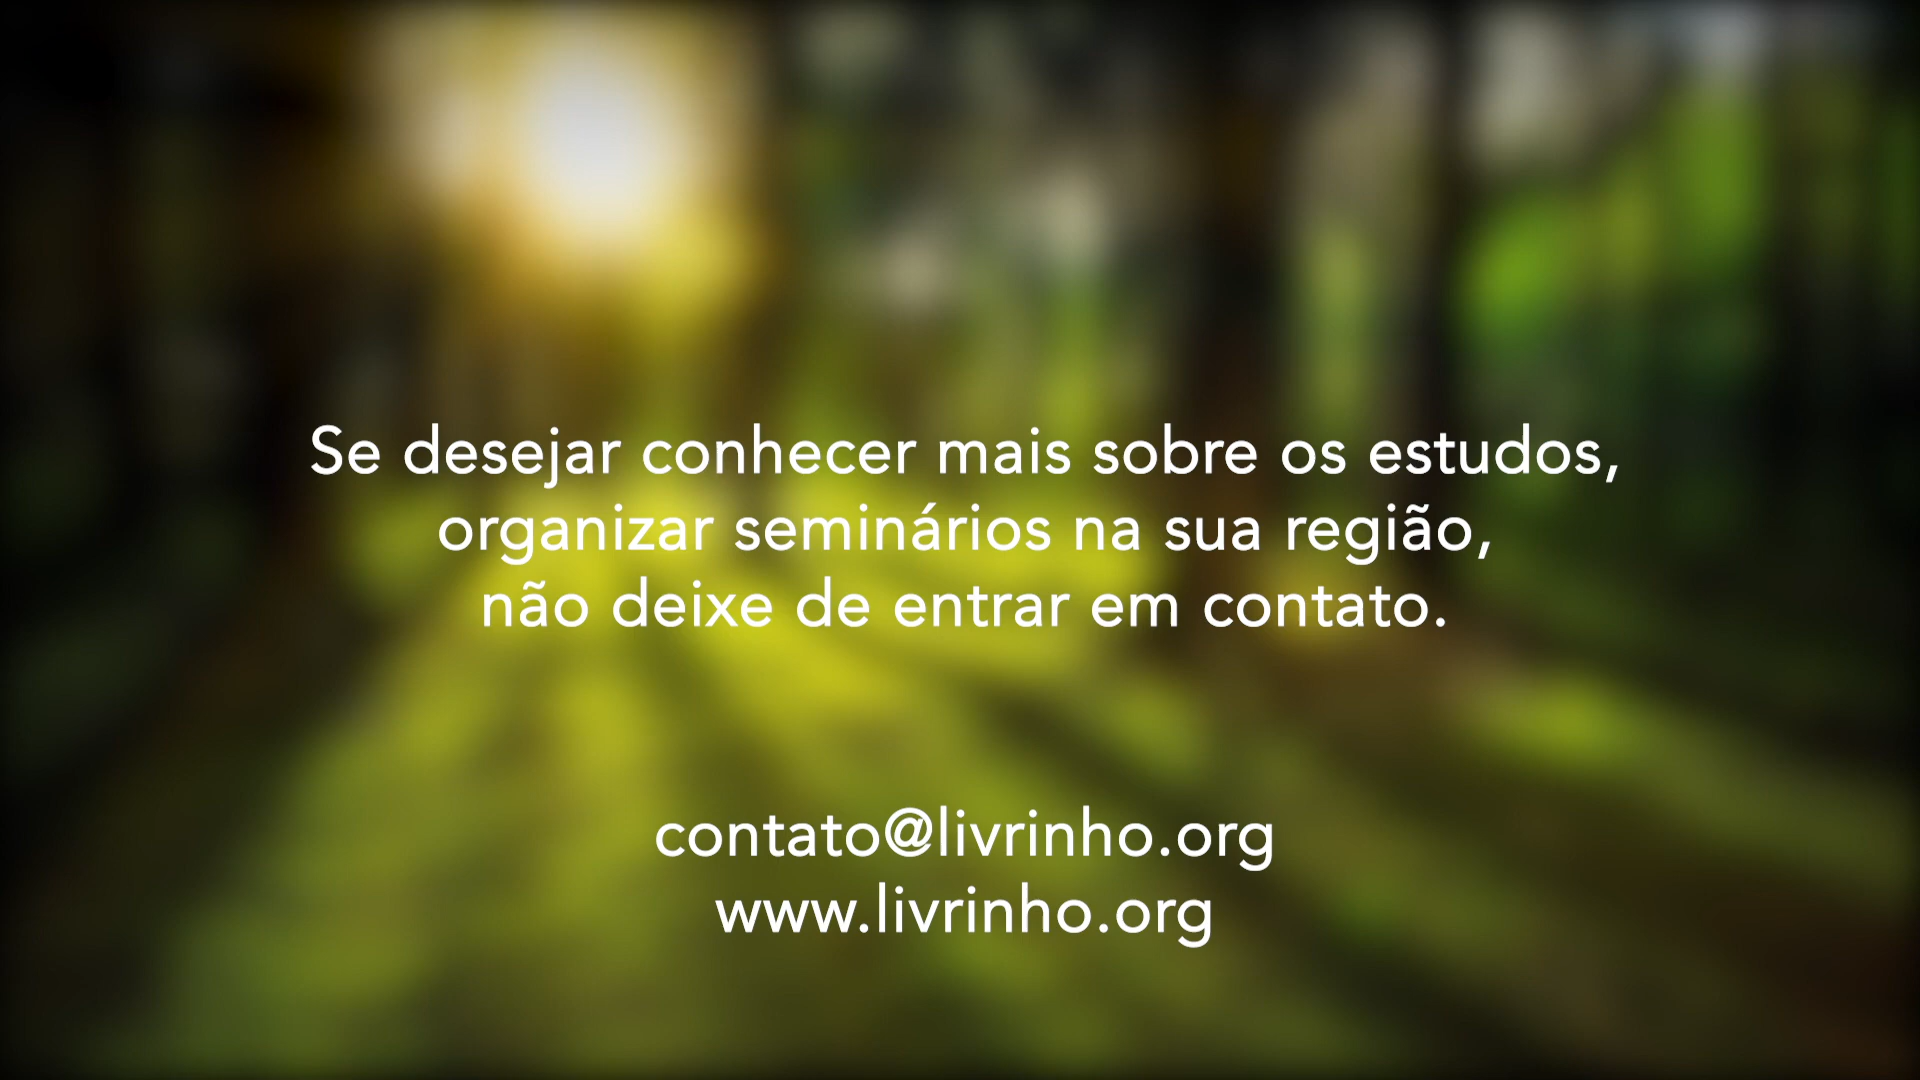 Se desejar conhecer mais sobre os estudos,
organizar seminários na sua região,
não deixe de entrar em contato.
contato@livrinho.org
www.livrinho.org